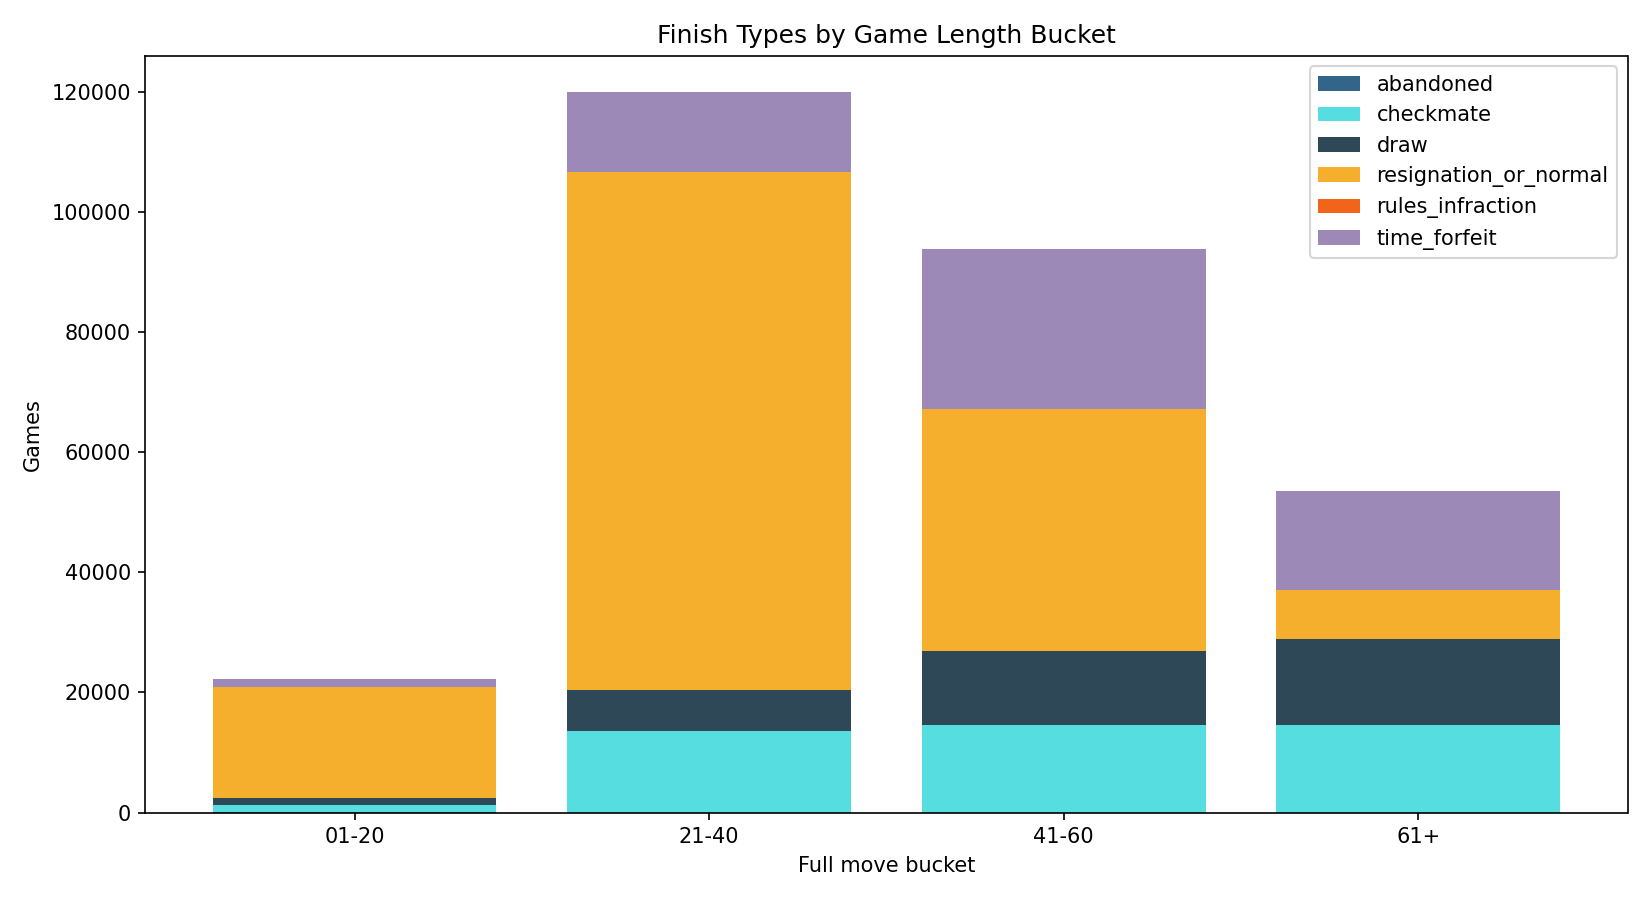 Finish Types by Game Length Bucket
120000
100000
80000
60000
40000
20000
0
Games
abandoned
checkmate
draw
resignation_or_normal
rules_infraction
time_forfeit
01-20
21-40
41-60
61+
Full move bucket